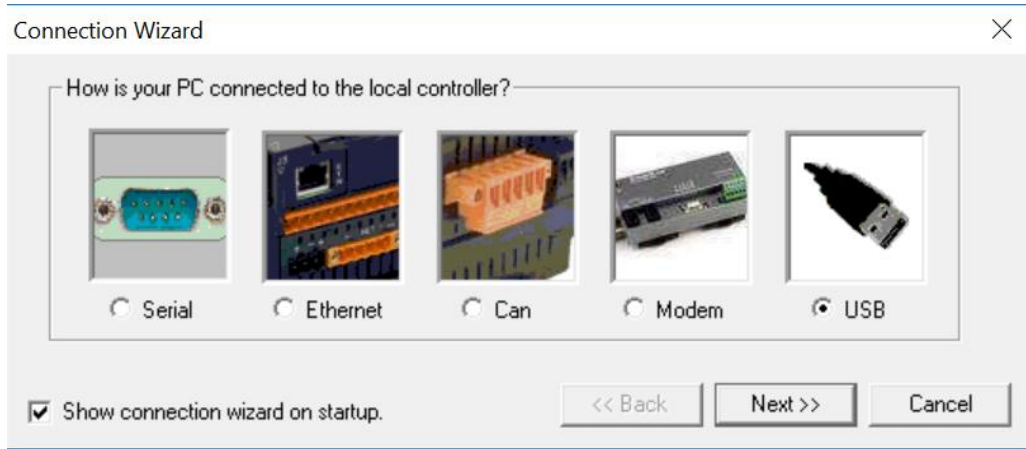 Connection Wizard
How is your PC connected to the local controller?
Serial Ethernet Can Modem USB
Show connection wizard on startup.
<< Back Next >> Cancel